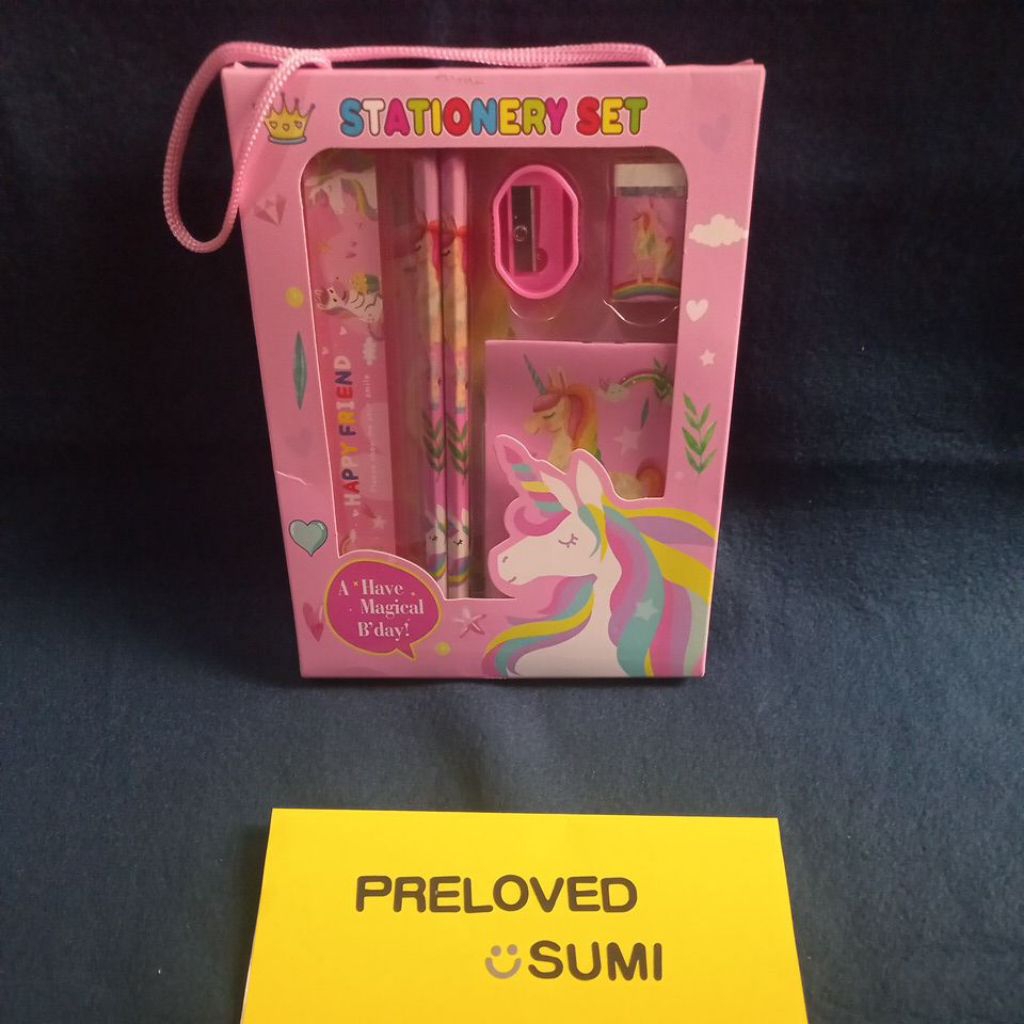 STATIONERY SET
HAPPY FRIEND
A Have
Magical
B'day!
PRELOVED
SUMI